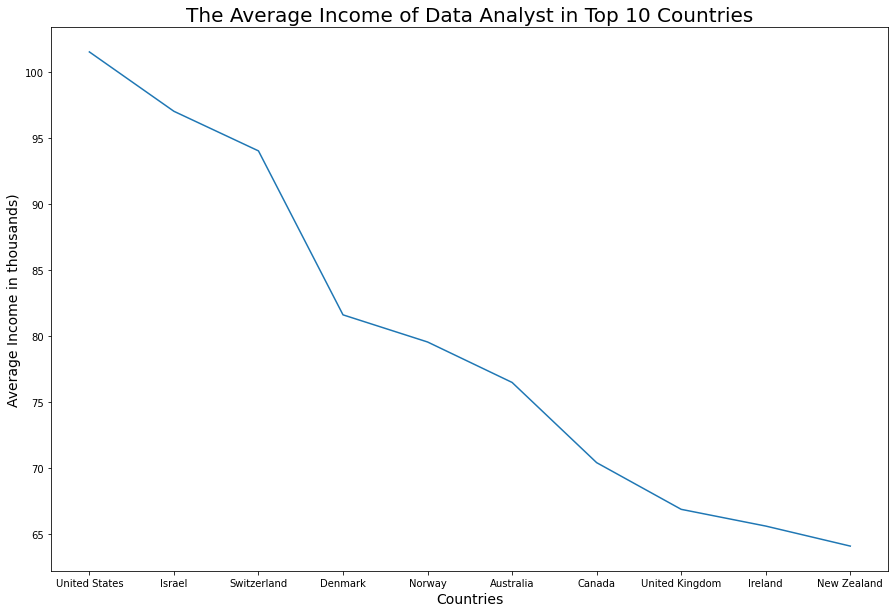 The Average Income of Data Analyst in Top 10 Countries
Average Income in thousands)
100
95
90
85
80
75
70
65
United States Israel Switzerland Denmark Norway Australia Canada United Kingdom Ireland New Zealand
Countries